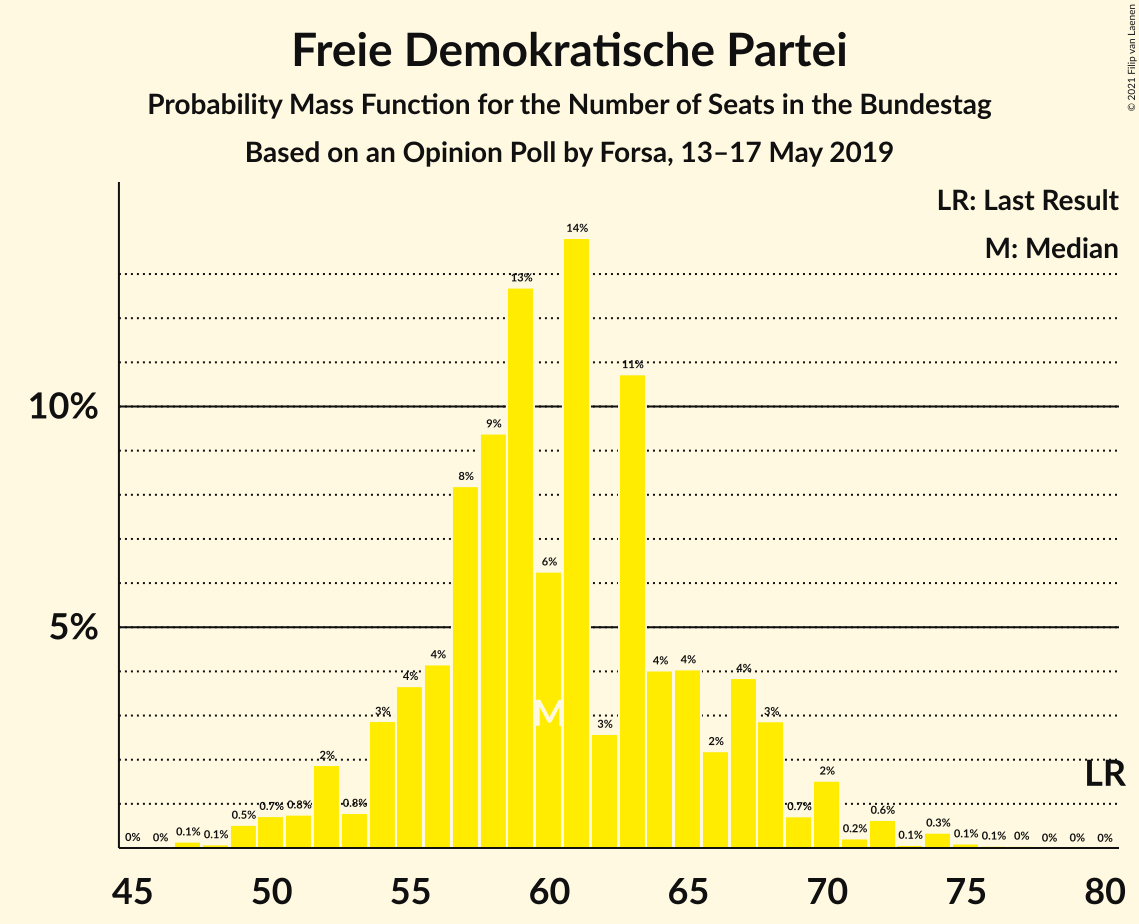 © 2021 Filip van Laenen
Freie Demokratische Partei
Probability Mass Function for the Number of Seats in the Bundestag
Based on an Opinion Poll by Forsa, 13–17 May 2019
LR: Last Result
M: Median
10%
5%
0% 0% 0.1% 0.1% 0.5% 0.7% 0.8% 2% 0.8% 3% 4% 4% 8% 9% 13% 6% 14% 3% 11% 4% 4% 2% 4% 3% 0.7% 2% 0.2% 0.6% 0.1% 0.3% 0.1% 0.1% 0% 0% 0% 0%
M
LR
45 50 55 60 65 70 75 80